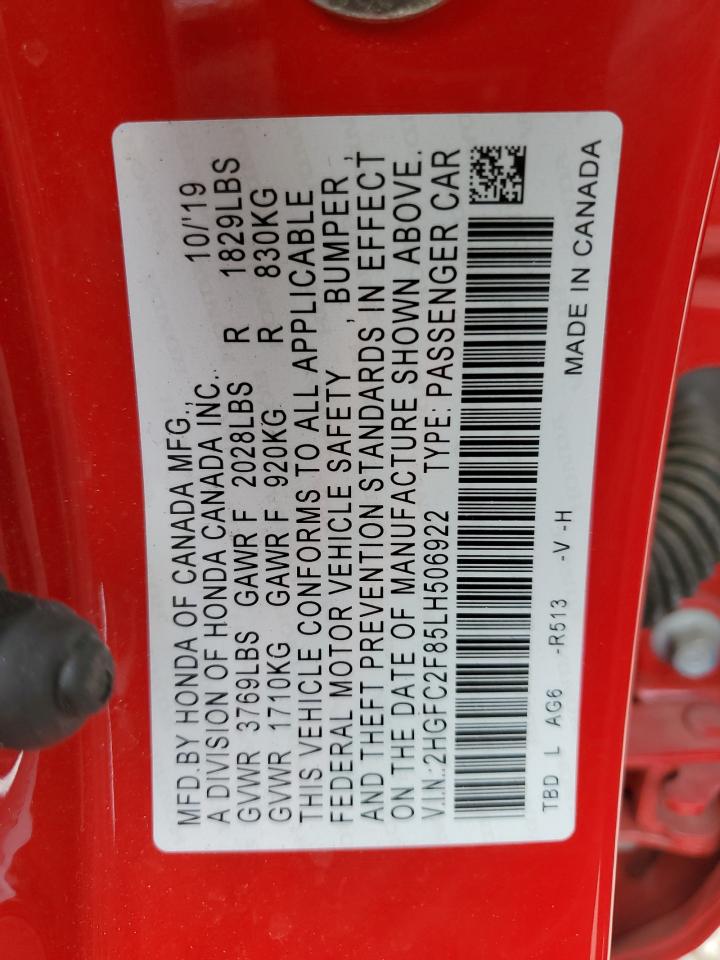 MFD.BY HONDA OF CANADA MFG., 10/'19
A DIVISION OF HONDA CANADA INC.
GVWR 3769LBS GAWR F 2028LBS R 1829LBS
GVWR 1710KG GAWR F 920KG R 830KG
THIS VEHICLE CONFORMS TO ALL APPLICABLE
FEDERAL MOTOR VEHICLE SAFETY , BUMPER ,
AND THEFT PREVENTION STANDARDS IN EFFECT
ON THE DATE OF MANUFACTURE SHOWN ABOVE.
V.I.N.:2HGFC2F85LH506922 TYPE: PASSENGER CAR
TBD L AG6 -R513 -V -H MADE IN CANADA